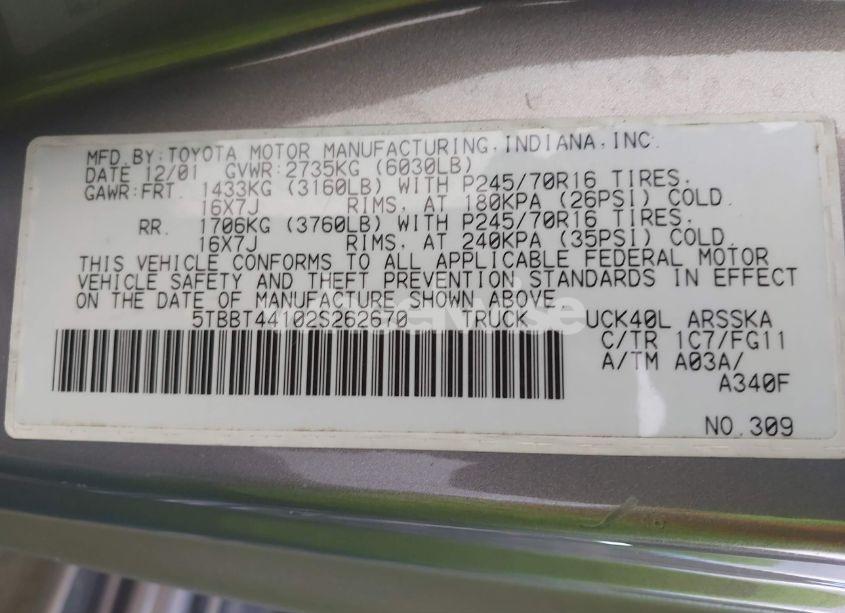 MFD.BY:TOYOTA MOTOR MANUFACTURING,INDIANA,INC.
DATE 12/01 GVWR:2735KG (6030LB)
GAWR:FRT. 1433KG (3160LB) WITH P245/70R16 TIRES.
16X7J RIMS, AT 180KPA (26PSI) COLD.
RR. 1706KG (3760LB) WITH P245/70R16 TIRES.
16X7J RIMS, AT 240KPA (35PSI) COLD.
THIS VEHICLE CONFORMS TO ALL APPLICABLE FEDERAL MOTOR
VEHICLE SAFETY AND THEFT PREVENTION STANDARDS IN EFFECT
ON THE DATE OF MANUFACTURE SHOWN ABOVE.
5TBBT44102S262670 TRUCK UCK40L ARSSKA
C/TR 1C7/FG11
A/TM A03A/
A340F
NO.309